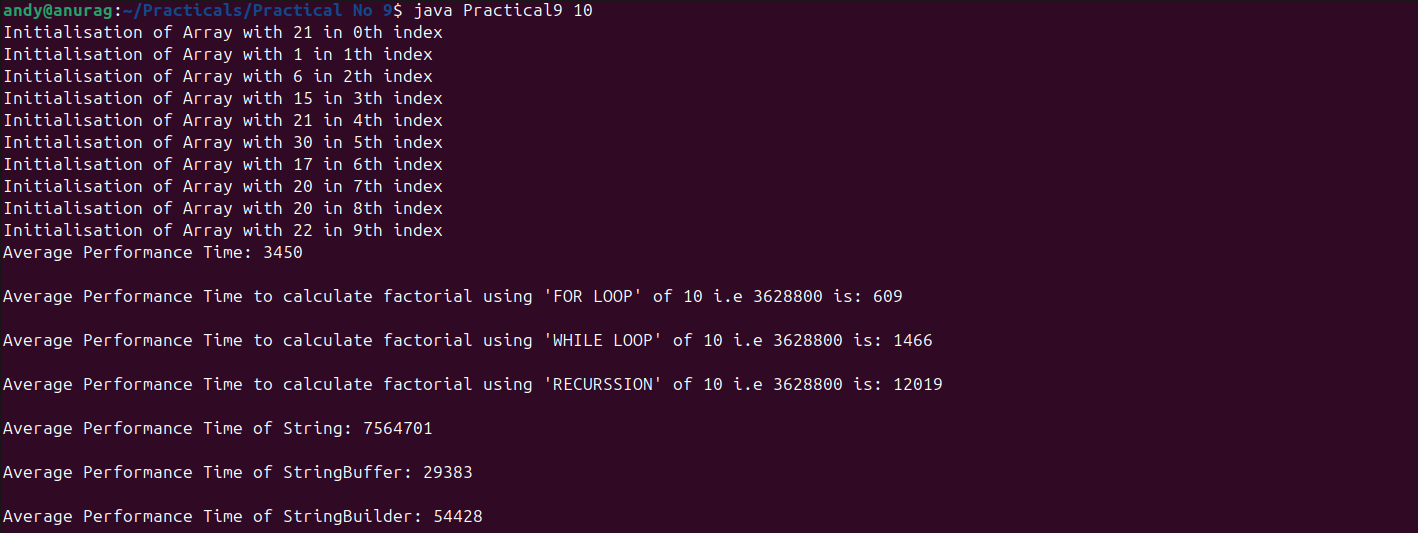 andy@anurag:~/Practicals/Practical No 9$ java Practical9 10
Initialisation of Array with 21 in 0th index
Initialisation of Array with 1 in 1th index
Initialisation of Array with 6 in 2th index
Initialisation of Array with 15 in 3th index
Initialisation of Array with 21 in 4th index
Initialisation of Array with 30 in 5th index
Initialisation of Array with 17 in 6th index
Initialisation of Array with 20 in 7th index
Initialisation of Array with 20 in 8th index
Initialisation of Array with 22 in 9th index
Average Performance Time: 3450
Average Performance Time to calculate factorial using 'FOR LOOP' of 10 i.e 3628800 is: 609
Average Performance Time to calculate factorial using 'WHILE LOOP' of 10 i.e 3628800 is: 1466
Average Performance Time to calculate factorial using 'RECURSSION' of 10 i.e 3628800 is: 12019
Average Performance Time of String: 7564701
Average Performance Time of StringBuffer: 29383
Average Performance Time of StringBuilder: 54428